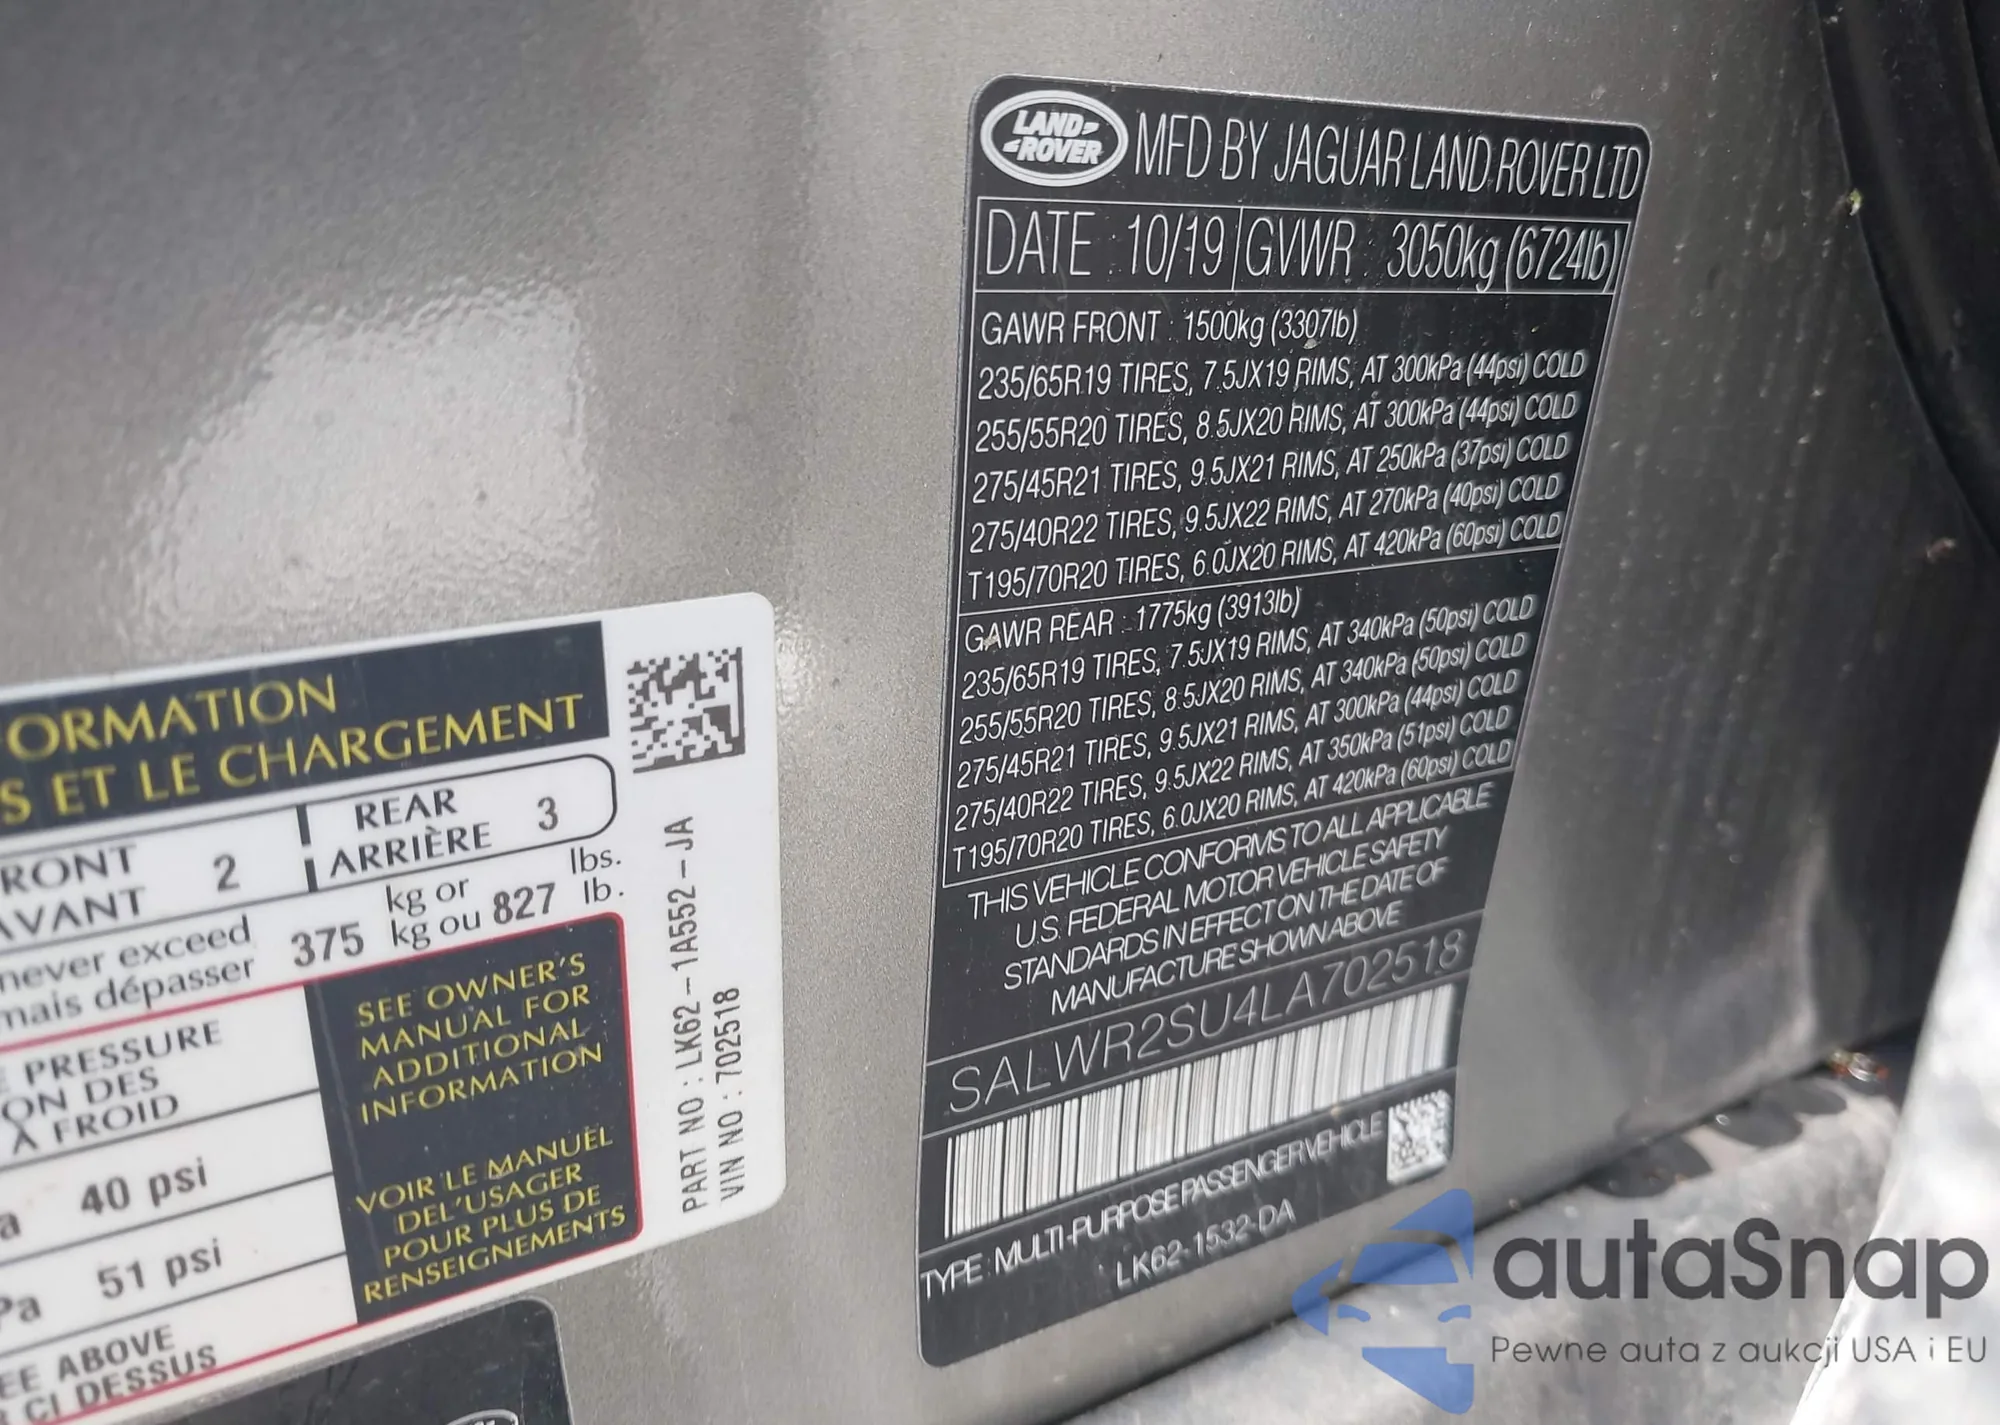 LAND-
-ROVER
MFD BY JAGUAR LAND ROVER LTD
DATE : 10/19 GVWR : 3050kg (6724lb)
GAWR FRONT : 1500kg (3307lb)
235/65R19 TIRES, 7.5JX19 RIMS, AT 300kPa (44psi) COLD
255/55R20 TIRES, 8.5JX20 RIMS, AT 300kPa (44psi) COLD
275/45R21 TIRES, 9.5JX21 RIMS, AT 250kPa (37psi) COLD
275/40R22 TIRES, 9.5JX22 RIMS, AT 270kPa (40psi) COLD
T195/70R20 TIRES, 6.0JX20 RIMS, AT 420kPa (60psi) COLD
GAWR REAR : 1775kg (3913lb)
235/65R19 TIRES, 7.5JX19 RIMS, AT 340kPa (50psi) COLD
255/55R20 TIRES, 8.5JX20 RIMS, AT 340kPa (50psi) COLD
275/45R21 TIRES, 9.5JX21 RIMS, AT 300kPa (44psi) COLD
275/40R22 TIRES, 9.5JX22 RIMS, AT 350kPa (51psi) COLD
T195/70R20 TIRES, 6.0JX20 RIMS, AT 420kPa (60psi) COLD
THIS VEHICLE CONFORMS TO ALL APPLICABLE
U.S. FEDERAL MOTOR VEHICLE SAFETY
STANDARDS IN EFFECT ON THE DATE OF
MANUFACTURE SHOWN ABOVE
SALWR2SU4LA702518
TYPE : MULTI-PURPOSE PASSENGER VEHICLE
LK62-1532-DA
ORMATION
S ET LE CHARGEMENT
RONT
AVANT 2
REAR
ARRIÈRE 3
never exceed
mais dépasser 375 kg or
kg ou 827 lbs.
lb.
PRESSURE
ON DES
À FROID
40 psi
Pa 51 psi
EE ABOVE
CI DESSUS
SEE OWNER'S
MANUAL FOR
ADDITIONAL
INFORMATION
VOIR LE MANUEL
DEL'USAGER
POUR PLUS DE
RENSEIGNEMENTS
PART NO : LK62-1A552-JA
VIN NO : 702518
autaSnap
Pewne auta z aukcji USA i EU